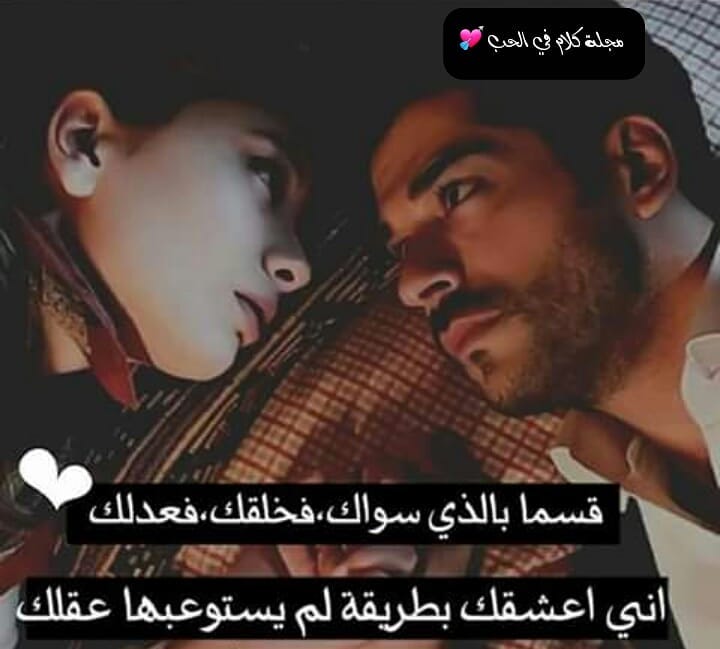 مجلة كلام في الحب 💘
قسما بالذي سواك،فخلقك،فعدلك
اني اعشقك بطريقة لم يستوعبها عقلك